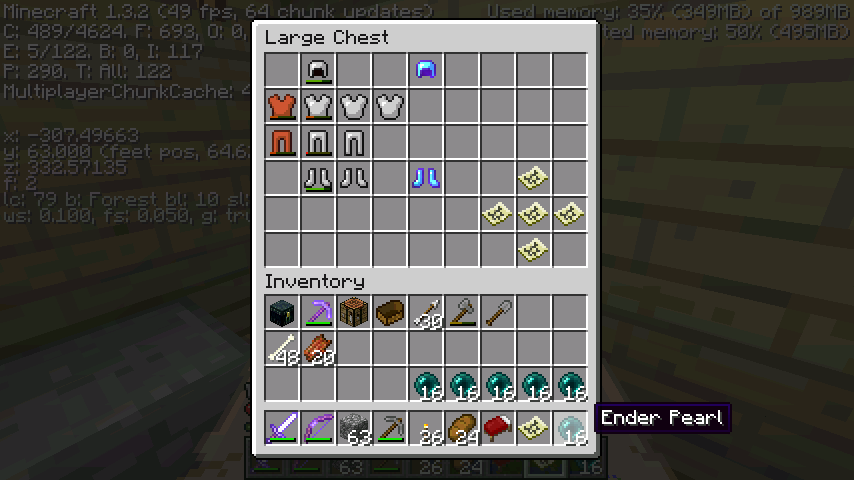 Minecraft 1.3.2 (49 fps, 64 chunk updates)
Used memory: 35% (349MB) of 989MB
C: 489/4624, F: 693, O: 0,
ted memory: 50% (495MB)
E: 5/122, B: 0, I: 117
P: 290, T: All: 122
MultiplayerChunkCache: 4
x: -307.49663
y: 63.000 (feet pos, 64.6
z: 332.57135
f: 2
lc: 79 b: Forest bl: 10 sl:
ws: 0.100, fs: 0.050, g: tru
Large Chest
Inventory
30
48 20
16 16 16 16 16
63 26 24 16
Ender Pearl
63 26 24 16